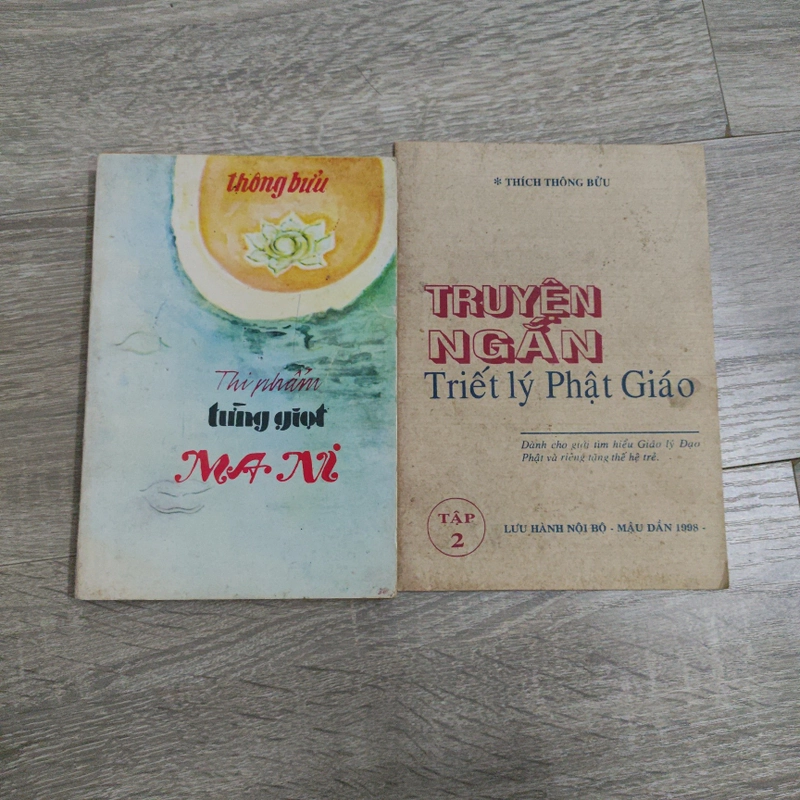 thông bửu
Thi phẩm
từng giọt
MA NI
* THÍCH THÔNG BỬU
TRUYỆN
NGẮN
Triết lý Phật Giáo
Dành cho giới tìm hiểu Giáo lý Đạo
Phật và riêng tặng thế hệ trẻ.
TẬP
2
LƯU HÀNH NỘI BỘ - MẬU DẦN 1998 -